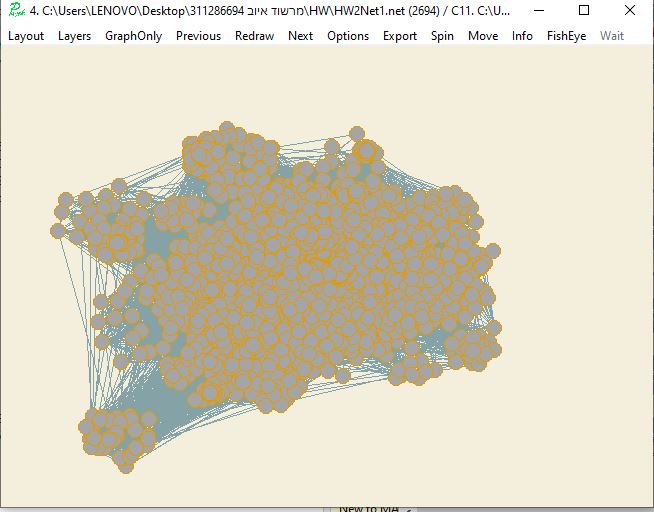 4. C:\Users\LENOVO\Desktop\311286694 מרשוד איוב\HW\HW2Net1.net (2694) / C11. C:\U...
Layout Layers GraphOnly Previous Redraw Next Options Export Spin Move Info FishEye Wait
New to MA